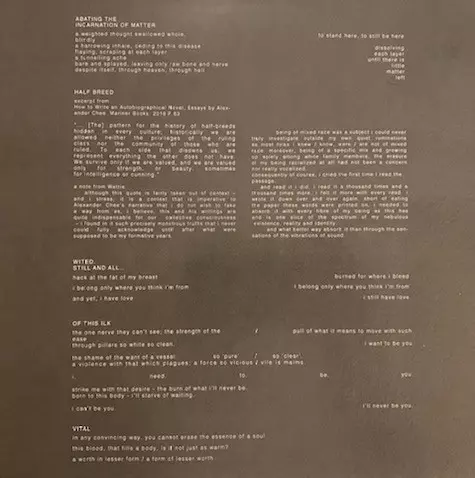 ABATING THE
INCARNATION OF MATTER
a weighted thought swallowed whole,
blindly
a harrowing inhale, ceding to this disease
flaying, scraping at each layer
a tunnelling ache
bare and splayed, leaving only raw bone and nerve
despite itself, through heaven, through hell
to stand here, to still be here
dissolving
each layer
until there is
little
matter
left
HALF BREED
excerpt from
How to Write an Autobiographical Novel, Essays by Alex-
ander Chee. Mariner Books. 2018 P.
"... [The] pattern for the history of half-breeds
hidden in every culture: historically we are
allowed neither the privileges of the ruling
class nor the community of those who are
ruled. To each side that disowns us, we
represent everything the other does not have.
We survive only if we are valued, and we are valued
only for strength, or beauty, sometimes
for intelligence or cunning."
a note from Mattie
although this quote is fairly taken out of context -
and i stress, it is a context that is imperative to
Alexander Chee's narrative that i do not wish to take
away from
indispensable for our collective consciousness
- i found in it such precisely monstrous truths that i never
could fully acknowledge until after what were
supposed to be my formative years.
being of mixed race was a subject i could never
truly investigate outside my own quiet ruminations
as most folks i knew / know, were / are not of mixed
race. moreover, being of a specific mix and growing
up solely among white family members, the erasure
of my being racialized at all had not been a concern
nor really vocalized.
consequently of course, i cried the first time i read the
passage.
and read it i did. i read it a thousand times and a
thousand times more. i felt it more with every read. i
wrote it down over and over again. short of eating
the paper these words were printed on, i needed to
absorb it with every fibre of my being as this has
and is one slice of the spectrum of my nebulous
existence, reality and identity.
and what better way absorb it than through the sen-
sations of the vibrations of sound.
WITED.
STILL AND ALL...
hack at the fat of my breast
burned for where i bleed
i belong only where you think i'm from
I belong only where you think i'm from
and yet, i have love
i still have love
OF THIS ILK
the one nerve they can't see; the strength of the / pull of what it means to move with such
ease
through pillars so white so clean.
i want to be you
the shame of the want of a vessel: so 'pure' / so 'clear'.
a violence with that which plagues; a force so vicious / vile is maims.
i. need. to. be. you.
strike me with that desire - the burn of what i'll never be.
born to this body - i'll starve of waiting.
i can't be you.
i'll never be you.
VITAL
in any convincing way, you cannot erase the essence of a soul
this blood, that fills a body, is it not just as warm?
a worth in lesser form / a form of lesser worth